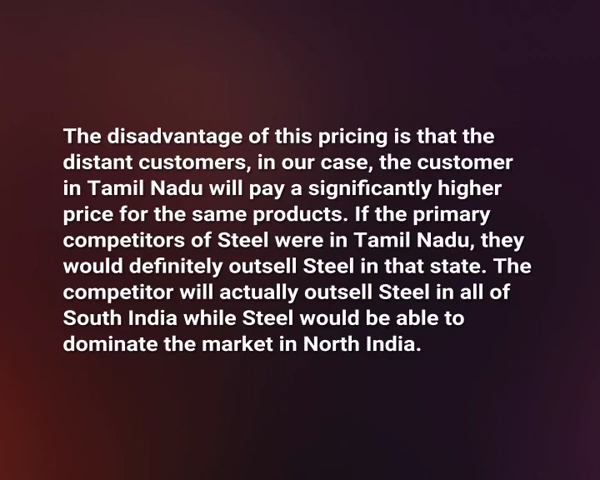 The disadvantage of this pricing is that the
distant customers, in our case, the customer
in Tamil Nadu will pay a significantly higher
price for the same products. If the primary
competitors of Steel were in Tamil Nadu, they
would definitely outsell Steel in that state. The
competitor will actually outsell Steel in all of
South India while Steel would be able to
dominate the market in North India.